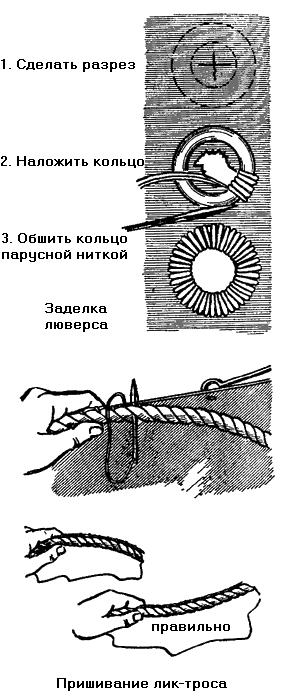 1. Сделать разрез
2. Наложить кольцо
3. Обшить кольцо
парусной ниткой
Заделка
люверса
правильно
Пришивание лик-троса